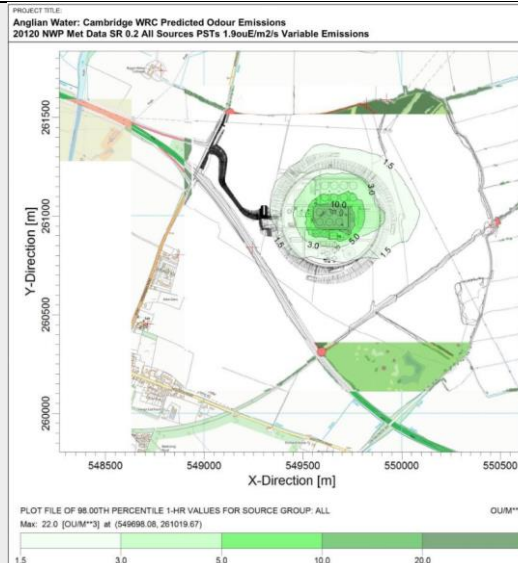 PROJECT TITLE:
Anglian Water: Cambridge WRC Predicted Odour Emissions
20120 NWP Met Data SR 0.2 All Sources PSTs 1.9ouE/m2/s Variable Emissions
Y-Direction [m]
261500
261000
260500
260000
1.5
3.0
10.0
1.5
3.0
5.0
1.5
548500
549000
549500
550000
550500
X-Direction [m]
PLOT FILE OF 98.00TH PERCENTILE 1-HR VALUES FOR SOURCE GROUP: ALL
OU/M**
Max: 22.0 [OU/M**3] at (549698.08, 261019.67)
1.5
3.0
5.0
10.0
20.0